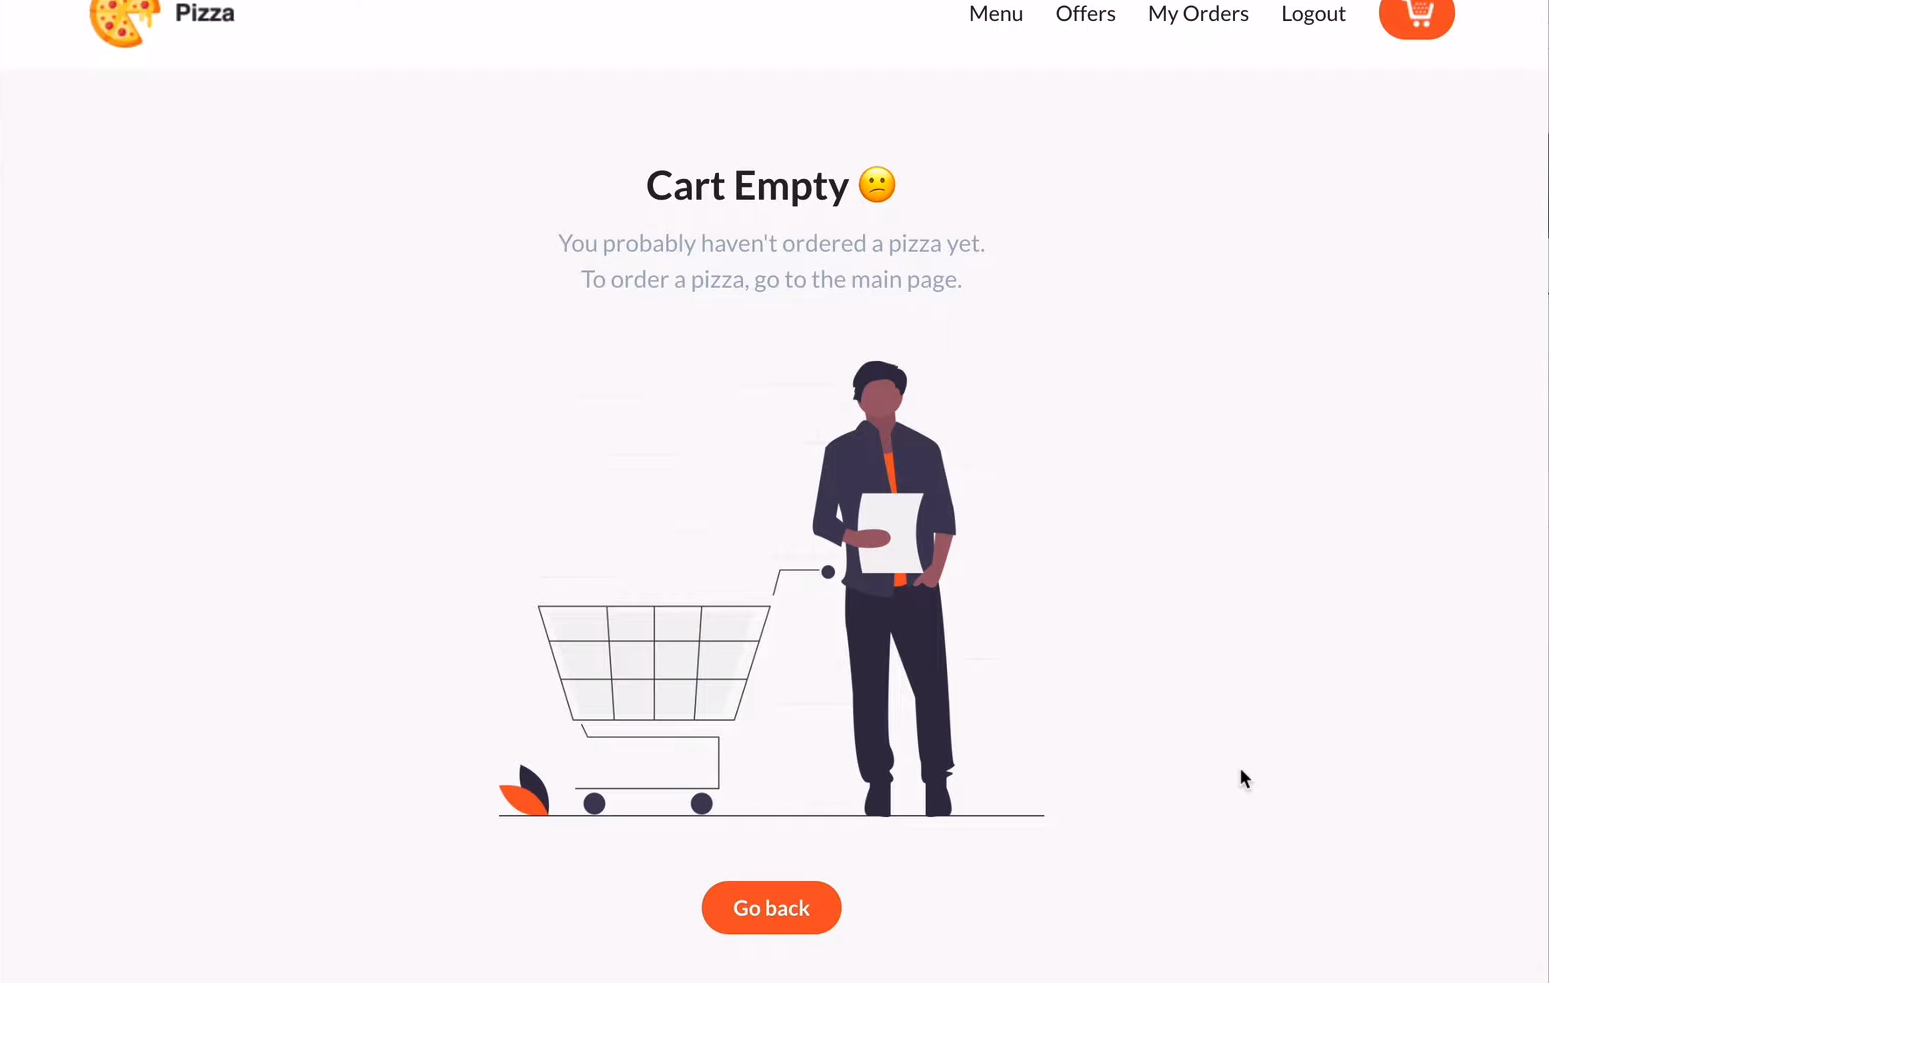 Pizza
Menu Offers My Orders Logout
Cart Empty 😕
You probably haven't ordered a pizza yet.
To order a pizza, go to the main page.
Go back